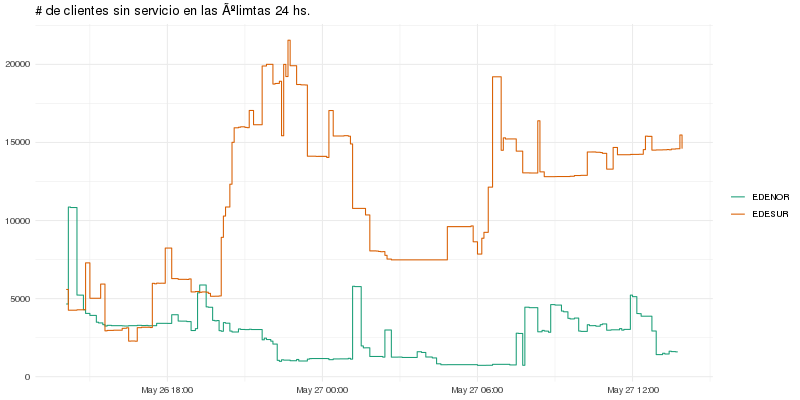 # de clientes sin servicio en las Ãºlimtas 24 hs.
20000
15000
10000
5000
0
May 26 18:00
May 27 00:00
May 27 06:00
May 27 12:00
EDENOR
EDESUR